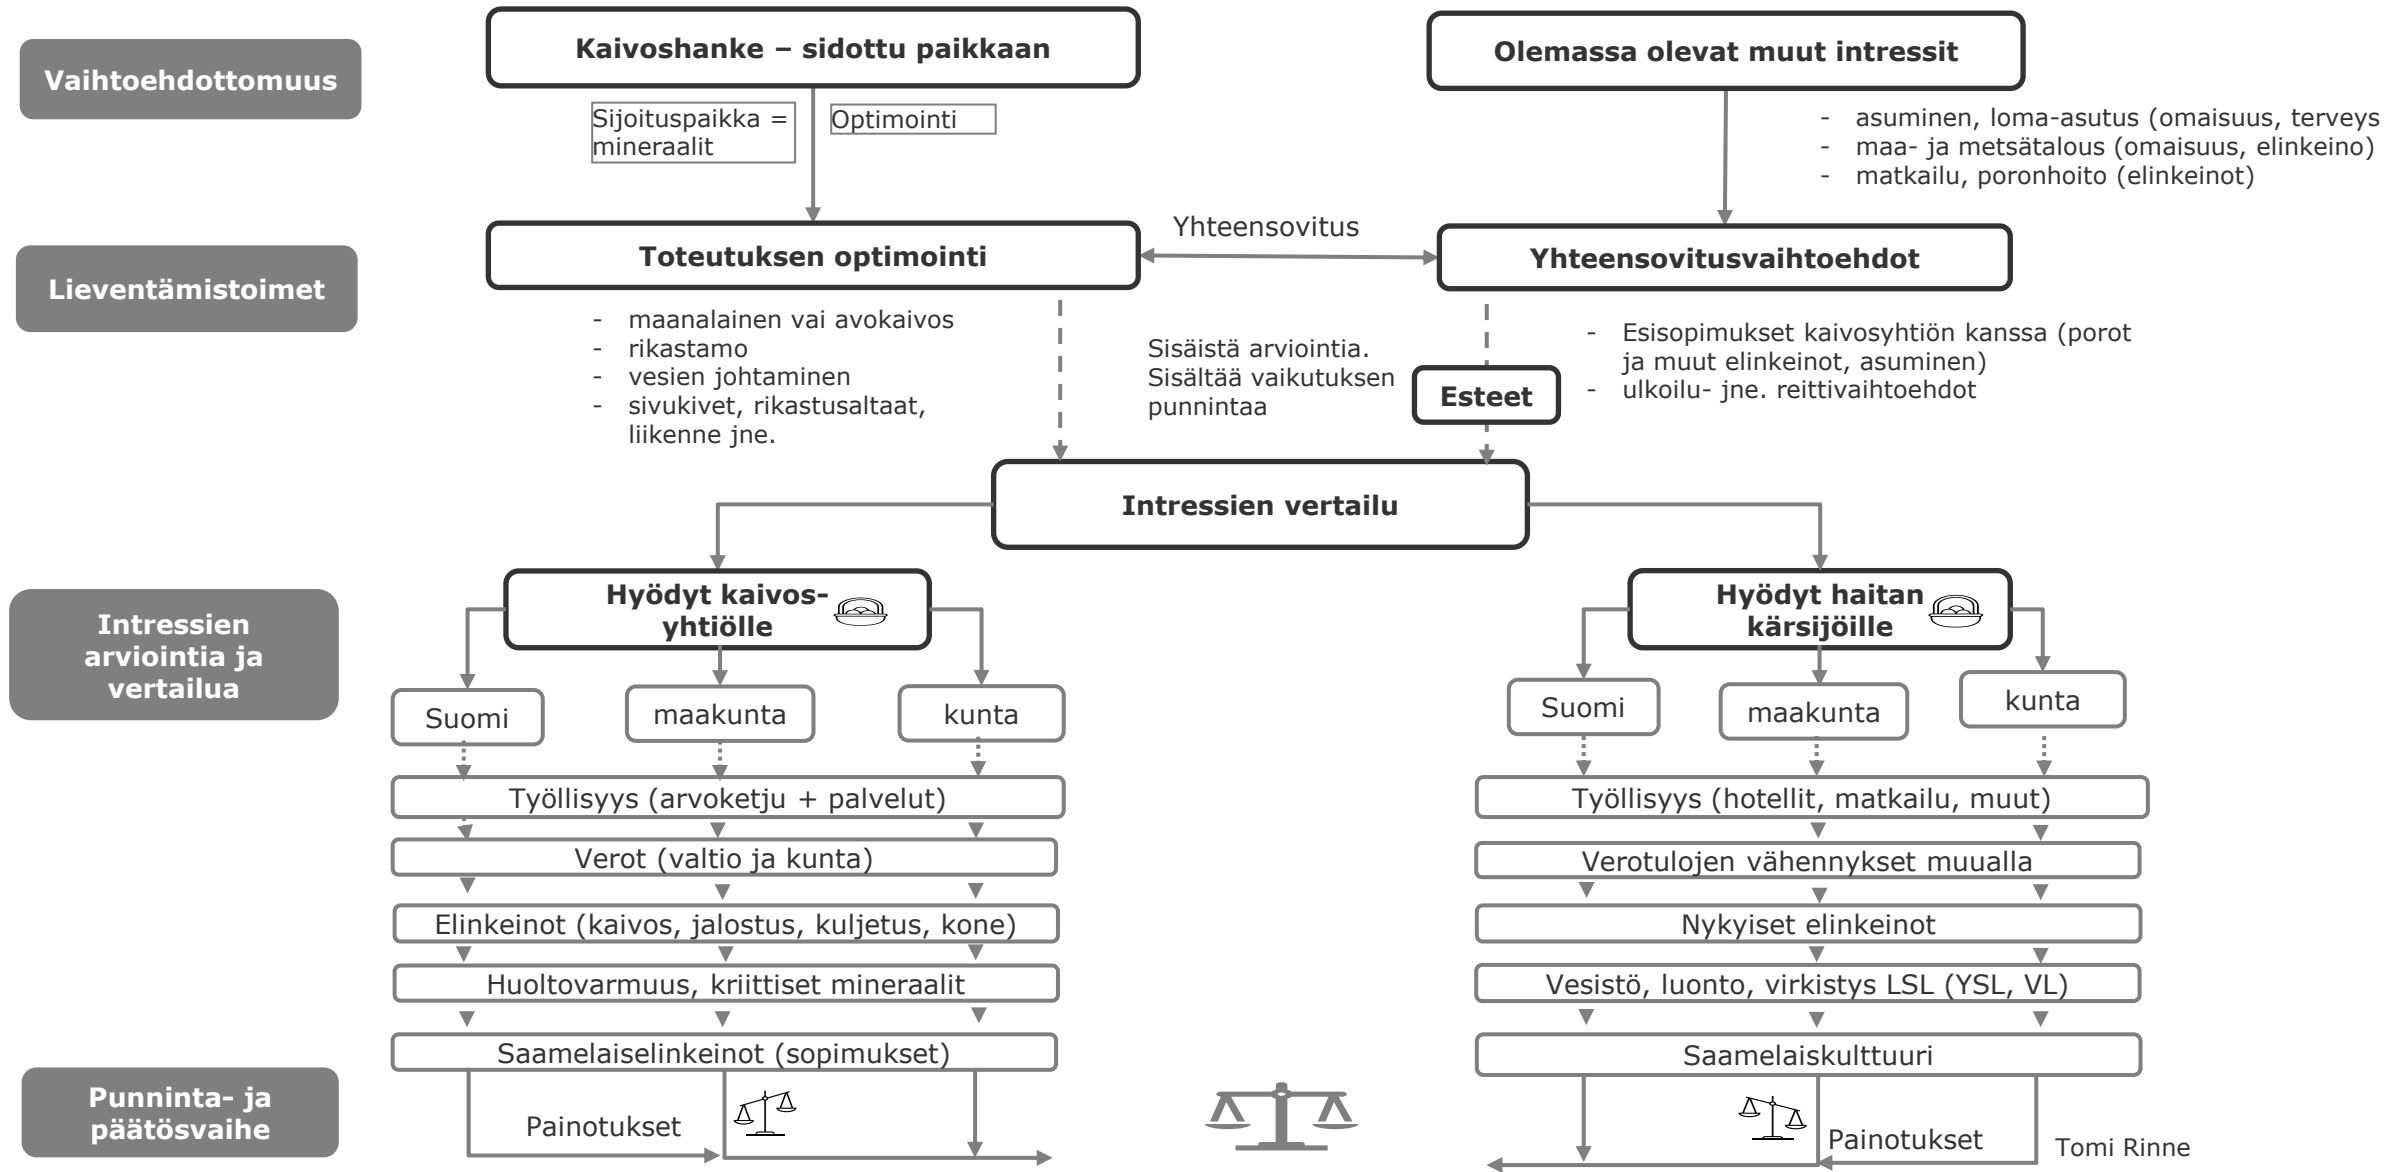 Vaihtoehdottomuus
Kaivoshanke – sidottu paikkaan
Olemassa olevat muut intressit
Sijoituspaikka =
mineraalit
Optimointi
- asuminen, loma-asutus (omaisuus, terveys
- maa- ja metsätalous (omaisuus, elinkeino)
- matkailu, poronhoito (elinkeinot)
Lieventämistoimet
Toteutuksen optimointi
Yhteensovitus
Yhteensovitusvaihtoehdot
- maanalainen vai avokaivos
- rikastamo
- vesien johtaminen
- sivukivet, rikastusaltaat,
liikenne jne.
Sisäistä arviointia.
Sisältää vaikutuksen
punnintaa
Esteet
- Esisopimukset kaivosyhtiön kanssa (porot
ja muut elinkeinot, asuminen)
- ulkoilu- jne. reittivaihtoehdot
Intressien vertailu
Intressien
arviointia ja
vertailua
Hyödyt kaivos-
yhtiölle
Suomi
maakunta
kunta
Työllisyys (arvoketju + palvelut)
Verot (valtio ja kunta)
Elinkeinot (kaivos, jalostus, kuljetus, kone)
Huoltovarmuus, kriittiset mineraalit
Saamelaiselinkeinot (sopimukset)
Hyödyt haitan
kärsijöille
Suomi
maakunta
kunta
Työllisyys (hotellit, matkailu, muut)
Verotulojen vähennykset muualla
Nykyiset elinkeinot
Vesistö, luonto, virkistys LSL (YSL, VL)
Saamelaiskulttuuri
Punninta- ja
päätösvaihe
Painotukset
Painotukset
Tomi Rinne